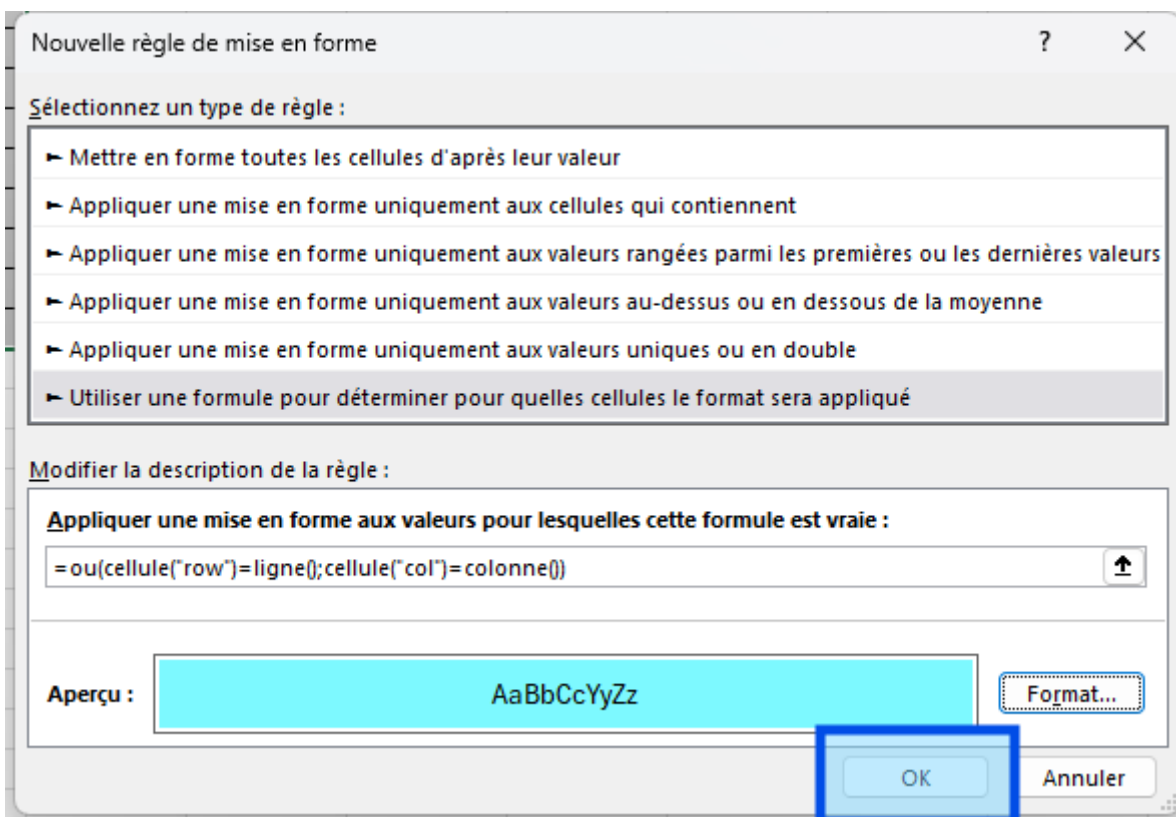 Nouvelle règle de mise en forme ? ×
Sélectionnez un type de règle :
► Mettre en forme toutes les cellules d'après leur valeur
► Appliquer une mise en forme uniquement aux cellules qui contiennent
► Appliquer une mise en forme uniquement aux valeurs rangées parmi les premières ou les dernières valeurs
► Appliquer une mise en forme uniquement aux valeurs au-dessus ou en dessous de la moyenne
► Appliquer une mise en forme uniquement aux valeurs uniques ou en double
► Utiliser une formule pour déterminer pour quelles cellules le format sera appliqué
Modifier la description de la règle :
Appliquer une mise en forme aux valeurs pour lesquelles cette formule est vraie :
=ou(cellule("row")=ligne();cellule("col")=colonne())
Aperçu : AaBbCcYyZz Format...
OK Annuler